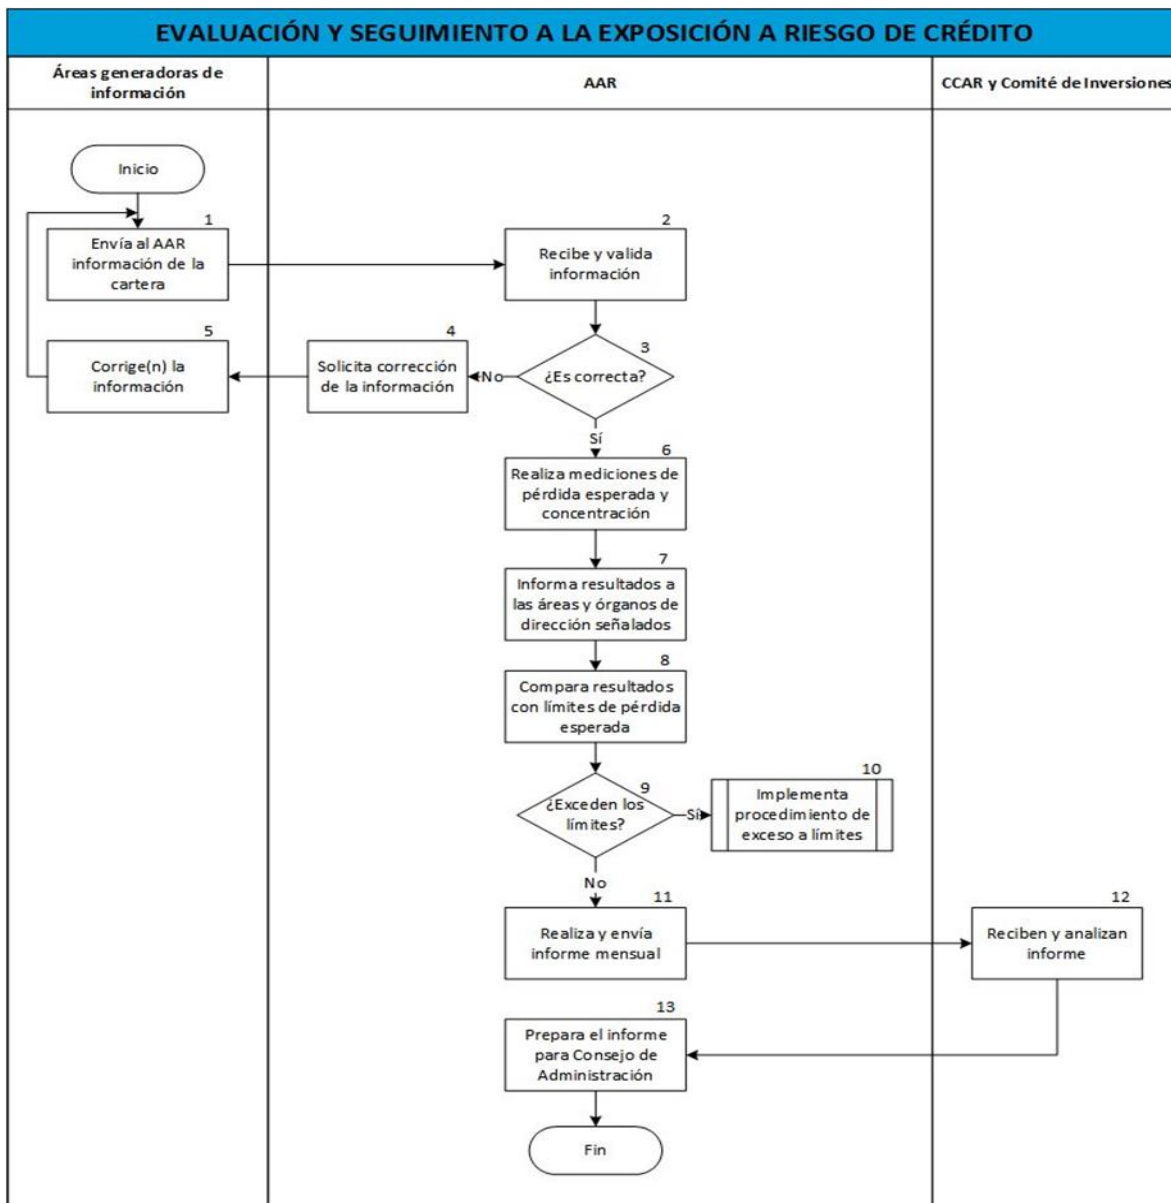 EVALUACIÓN Y SEGUIMIENTO A LA EXPOSICIÓN A RIESGO DE CRÉDITO
Áreas generadoras de
información
AAR
CCAR y Comité de Inversiones
Inicio
1
Envía al AAR
información de la
cartera
2
Recibe y valida
información
3
¿Es correcta?
No
4
Solicita corrección
de la información
5
Corrige(n) la
información
Sí
6
Realiza mediciones de
pérdida esperada y
concentración
7
Informa resultados a
las áreas y órganos de
dirección señalados
8
Compara resultados
con límites de pérdida
esperada
9
¿Exceden los
límites?
Sí
10
Implementa
procedimiento de
exceso a límites
No
11
Realiza y envía
informe mensual
12
Reciben y analizan
informe
13
Prepara el informe
para Consejo de
Administración
Fin